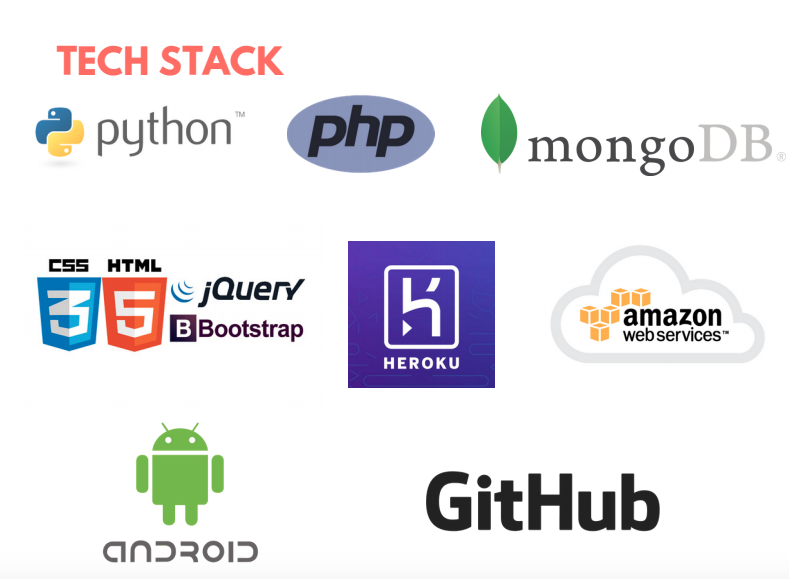 TECH STACK
python™
php
mongoDB®
CSS HTML
3 5
jQuery
B Bootstrap
HEROKU
amazon
web services™
ANDROID
GitHub